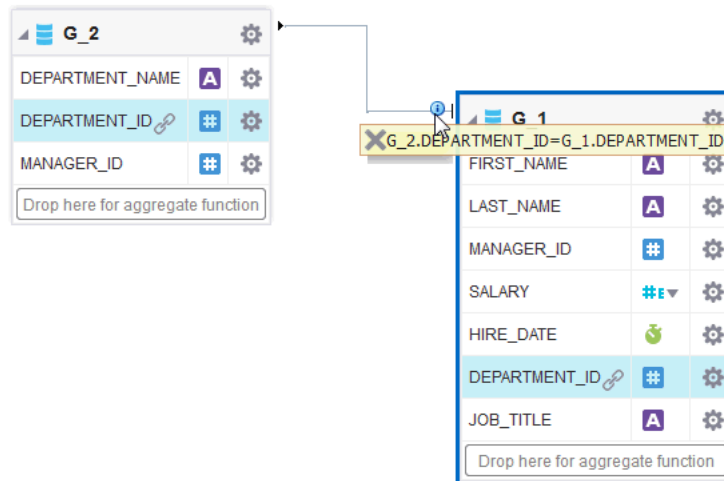 G_2
DEPARTMENT_NAME A
DEPARTMENT_ID #
MANAGER_ID #
Drop here for aggregate function
G_1
G_2.DEPARTMENT_ID=G_1.DEPARTMENT_ID
FIRST_NAME A
LAST_NAME A
MANAGER_ID #
SALARY #E
HIRE_DATE
DEPARTMENT_ID #
JOB_TITLE A
Drop here for aggregate function